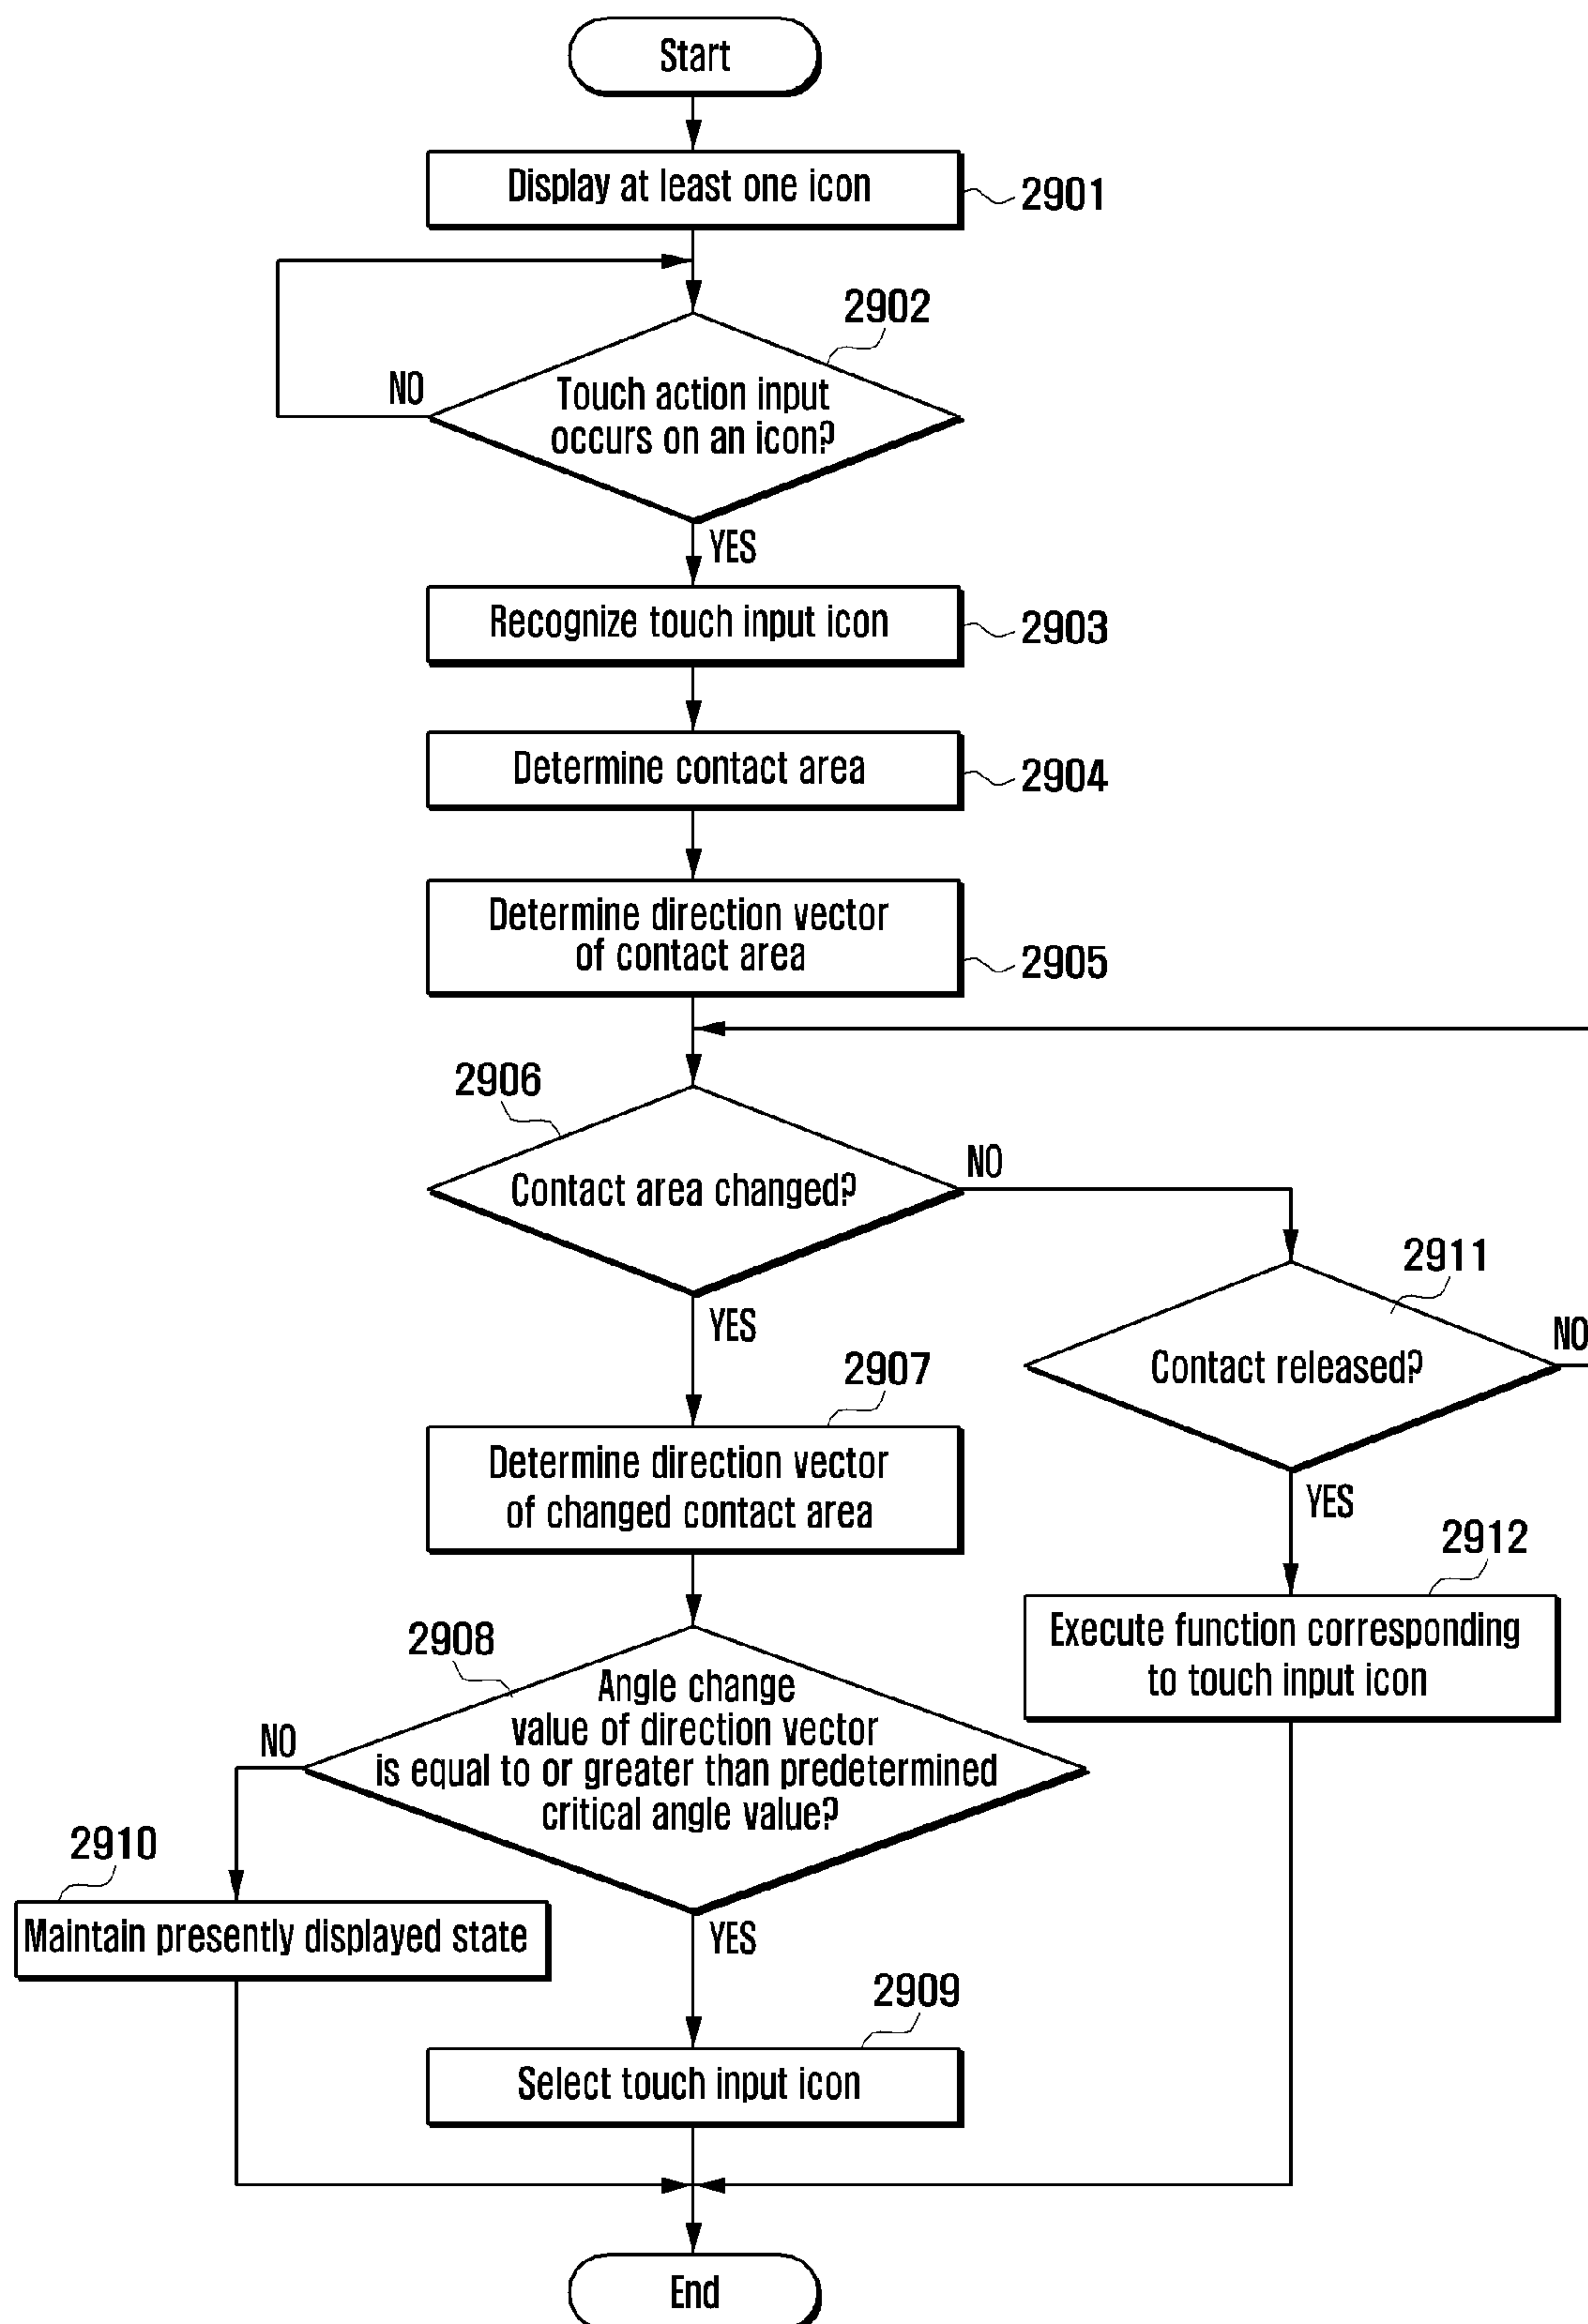 Start
Display at least one icon
2901
2902
NO
Touch action input
occurs on an icon?
YES
Recognize touch input icon
2903
Determine contact area
2904
Determine direction vector
of contact area
2905
2906
Contact area changed?
NO
YES
2911
Contact released?
NO
YES
2907
Determine direction vector
of changed contact area
2912
Execute function corresponding
to touch input icon
2908
Angle change
value of direction vector
is equal to or greater than predetermined
critical angle value?
NO
YES
2910
Maintain presently displayed state
2909
Select touch input icon
End